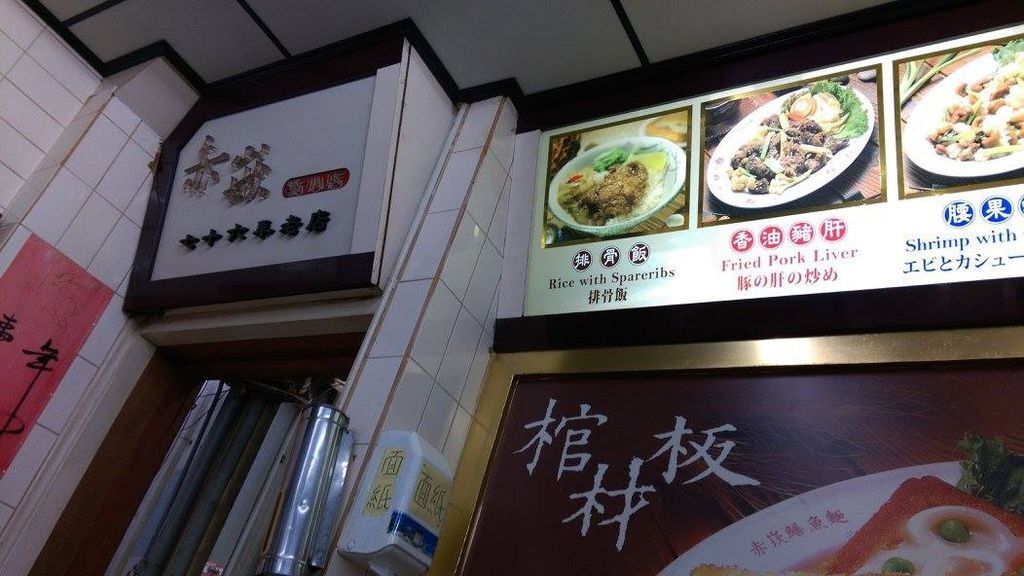 赤崁
點心店
七十六年老店
年
面紙
面紙
排骨飯
Rice with Spareribs
排骨飯
香油豬肝
Fried Pork Liver
豚の肝の炒め
腰果
Shrimp with
エビとカシュー
棺材板
赤崁鱔魚麵